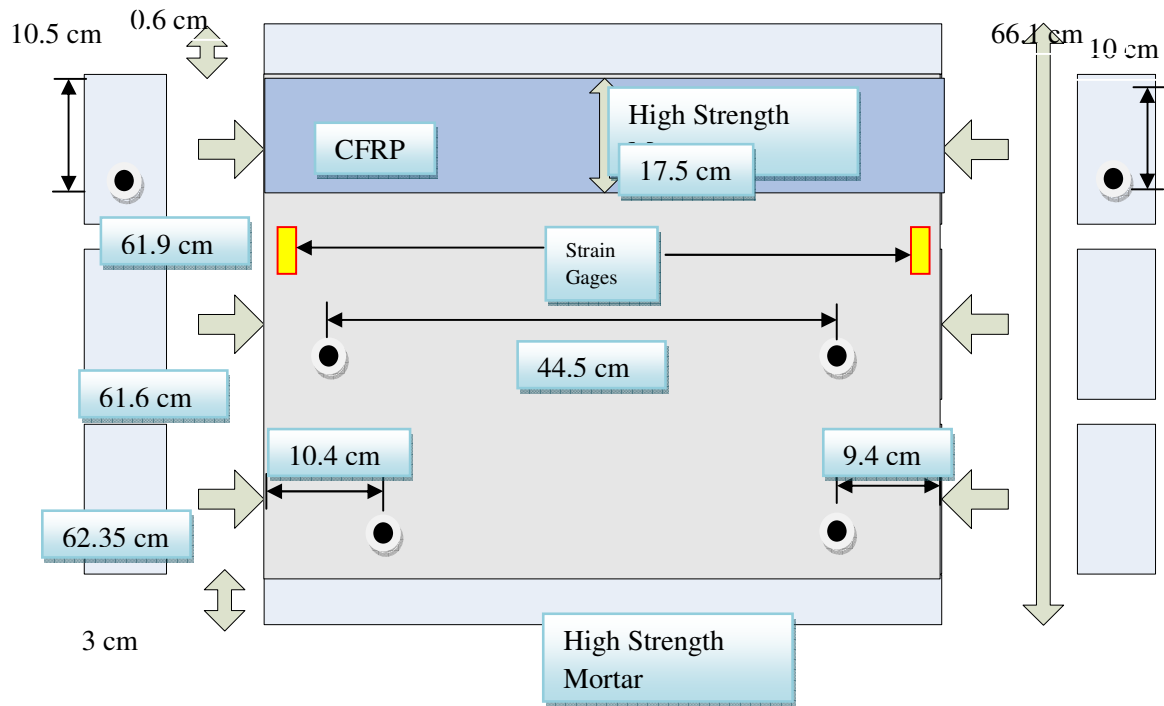 0.6 cm
10.5 cm
66.1 cm
10 cm
High Strength
CFRP
17.5 cm
61.9 cm
Strain
Gages
44.5 cm
61.6 cm
10.4 cm
9.4 cm
62.35 cm
3 cm
High Strength
Mortar